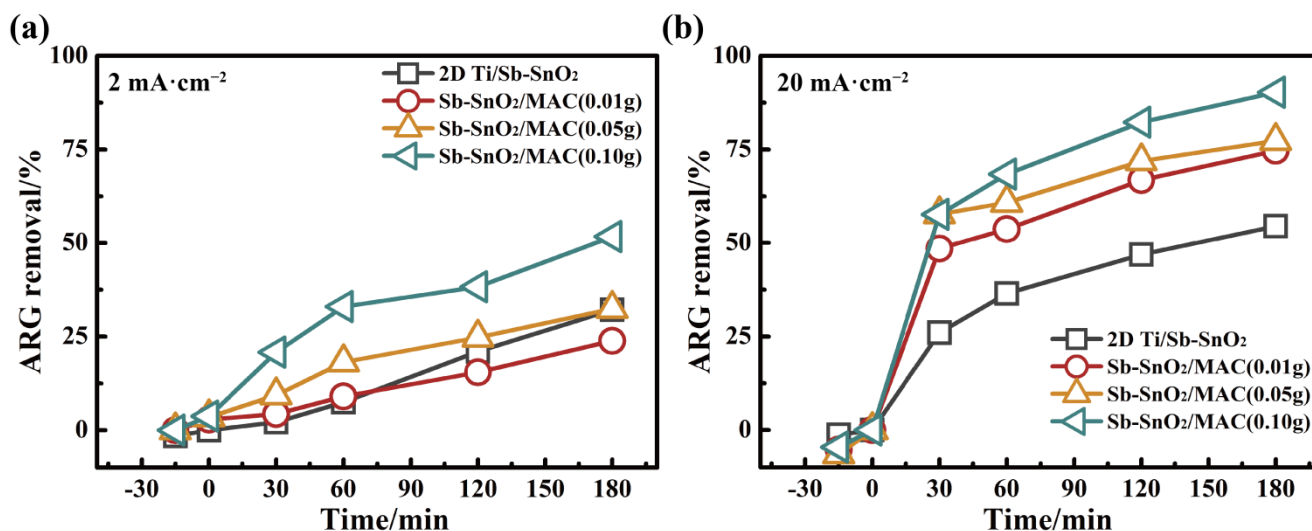 (a)
2 mA·cm⁻²
2D Ti/Sb-SnO₂
Sb-SnO₂/MAC(0.01g)
Sb-SnO₂/MAC(0.05g)
Sb-SnO₂/MAC(0.10g)
ARG removal/%
100
75
50
25
0
-30 0 30 60 90 120 150 180
Time/min
(b)
20 mA·cm⁻²
2D Ti/Sb-SnO₂
Sb-SnO₂/MAC(0.01g)
Sb-SnO₂/MAC(0.05g)
Sb-SnO₂/MAC(0.10g)
ARG removal/%
100
75
50
25
0
-30 0 30 60 90 120 150 180
Time/min